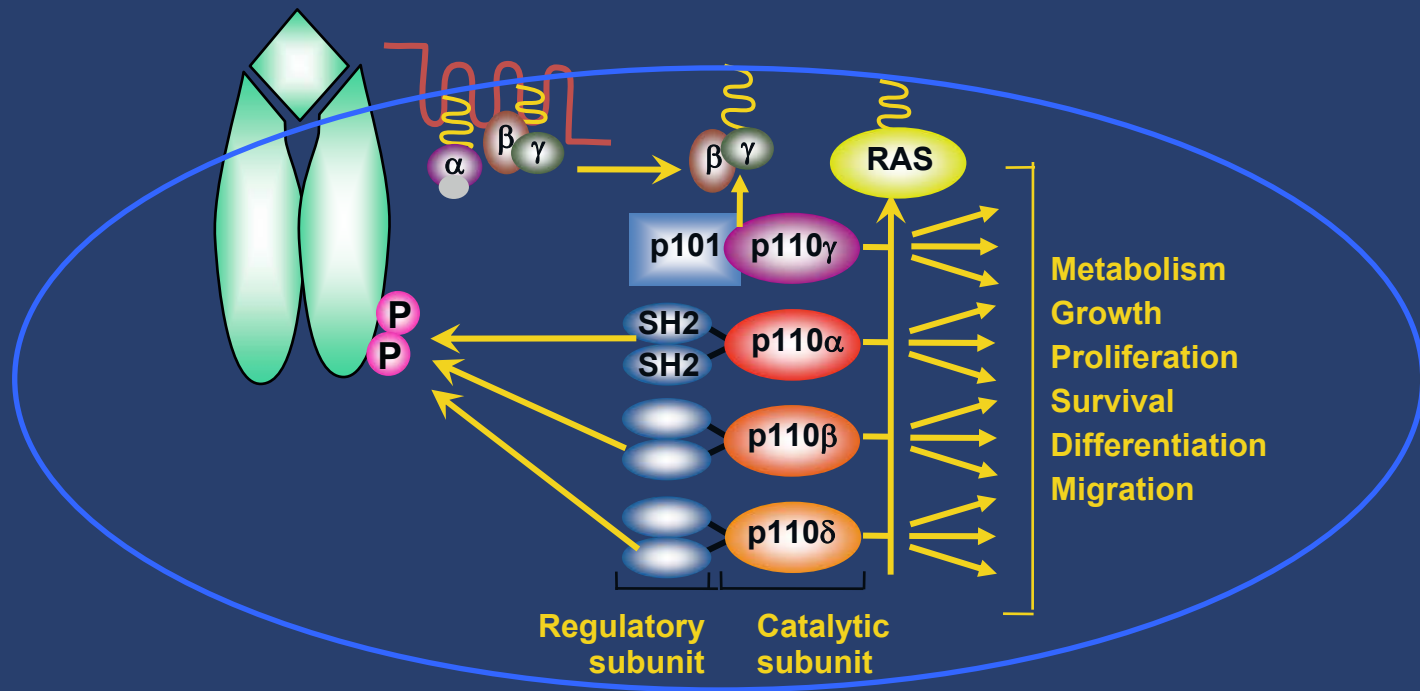 α
β
γ
β
γ
RAS
p101
p110γ
P
P
SH2
SH2
p110α
p110β
p110δ
Metabolism
Growth
Proliferation
Survival
Differentiation
Migration
Regulatory
subunit
Catalytic
subunit